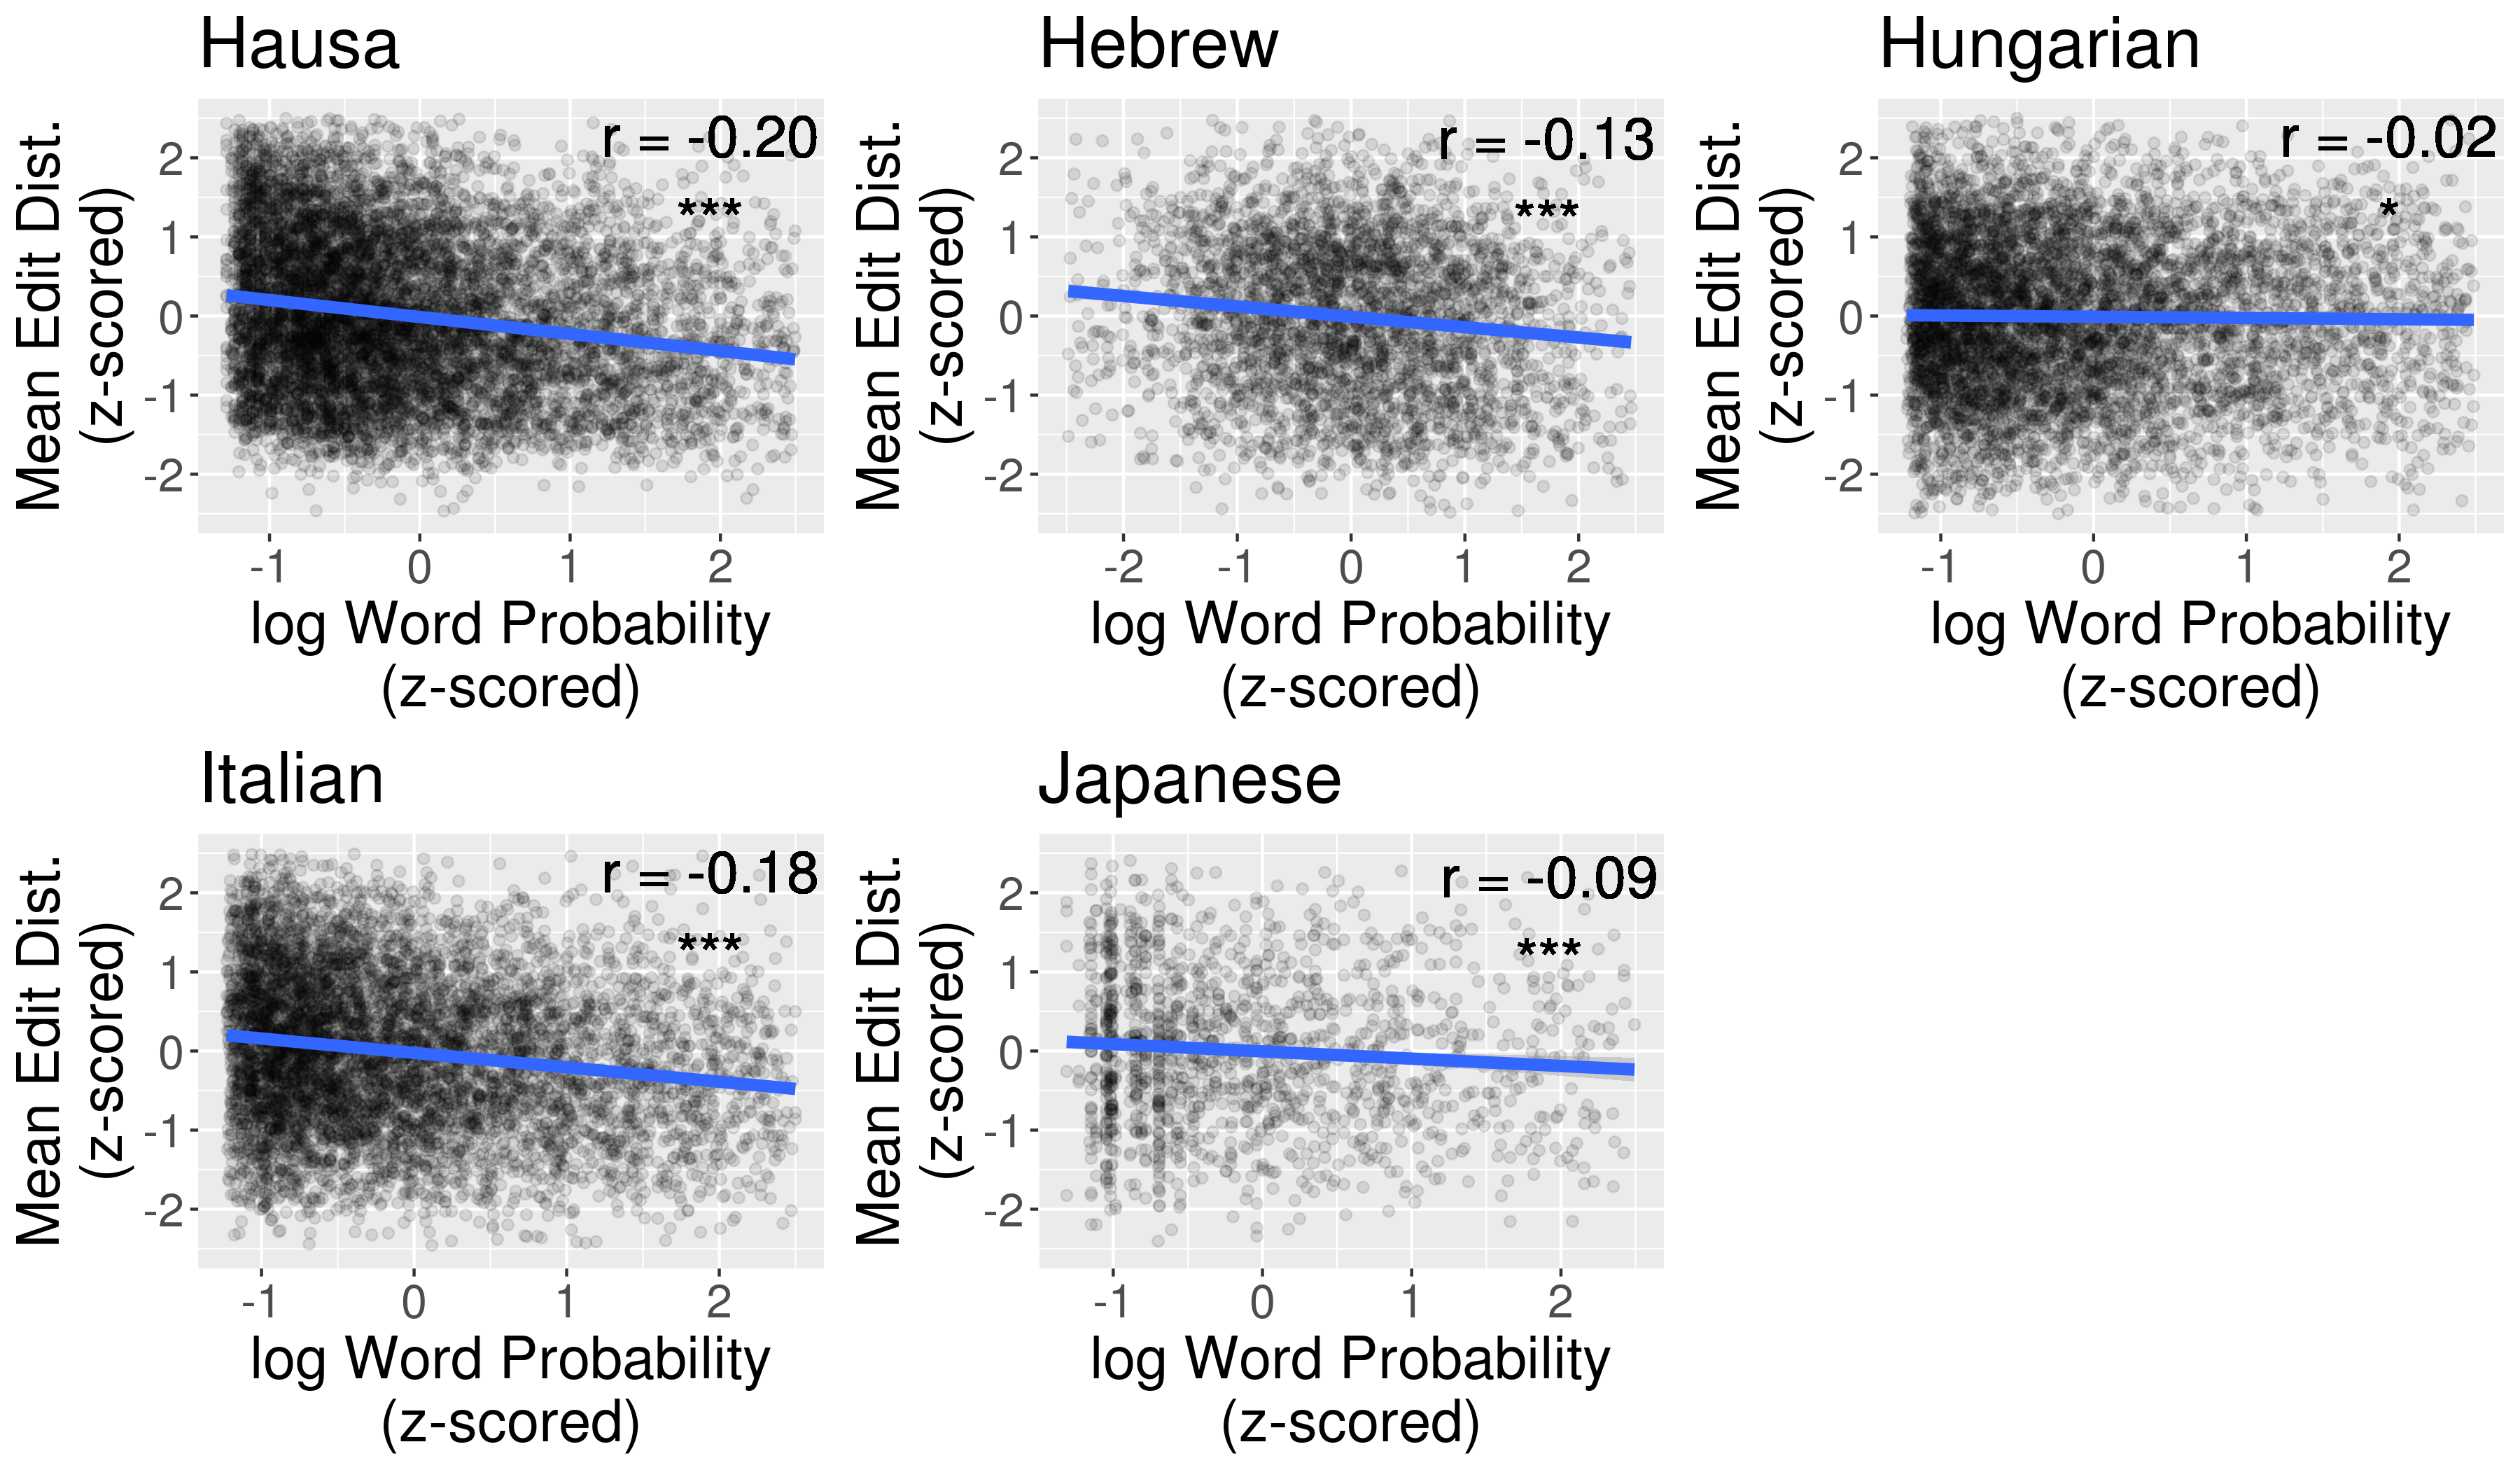 Hausa
Mean Edit Dist.
(z-scored)
2
1
0
-1
-2
r = -0.20
***
-1 0 1 2
log Word Probability
(z-scored)
Hebrew
Mean Edit Dist.
(z-scored)
2
1
0
-1
-2
r = -0.13
***
-2 -1 0 1 2
log Word Probability
(z-scored)
Hungarian
Mean Edit Dist.
(z-scored)
2
1
0
-1
-2
r = -0.02
*
-1 0 1 2
log Word Probability
(z-scored)
Italian
Mean Edit Dist.
(z-scored)
2
1
0
-1
-2
r = -0.18
***
-1 0 1 2
log Word Probability
(z-scored)
Japanese
Mean Edit Dist.
(z-scored)
2
1
0
-1
-2
r = -0.09
***
-1 0 1 2
log Word Probability
(z-scored)